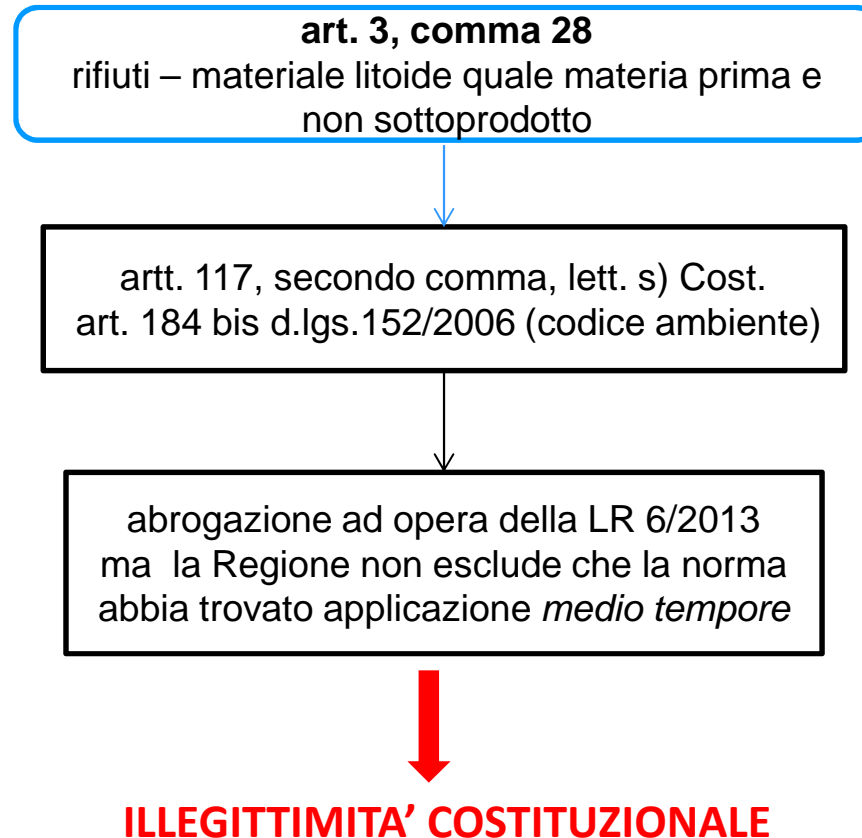 art. 3, comma 28
rifiuti – materiale litoide quale materia prima e
non sottoprodotto
artt. 117, secondo comma, lett. s) Cost.
art. 184 bis d.lgs.152/2006 (codice ambiente)
abrogazione ad opera della LR 6/2013
ma la Regione non esclude che la norma
abbia trovato applicazione medio tempore
ILLEGITTIMITA’ COSTITUZIONALE